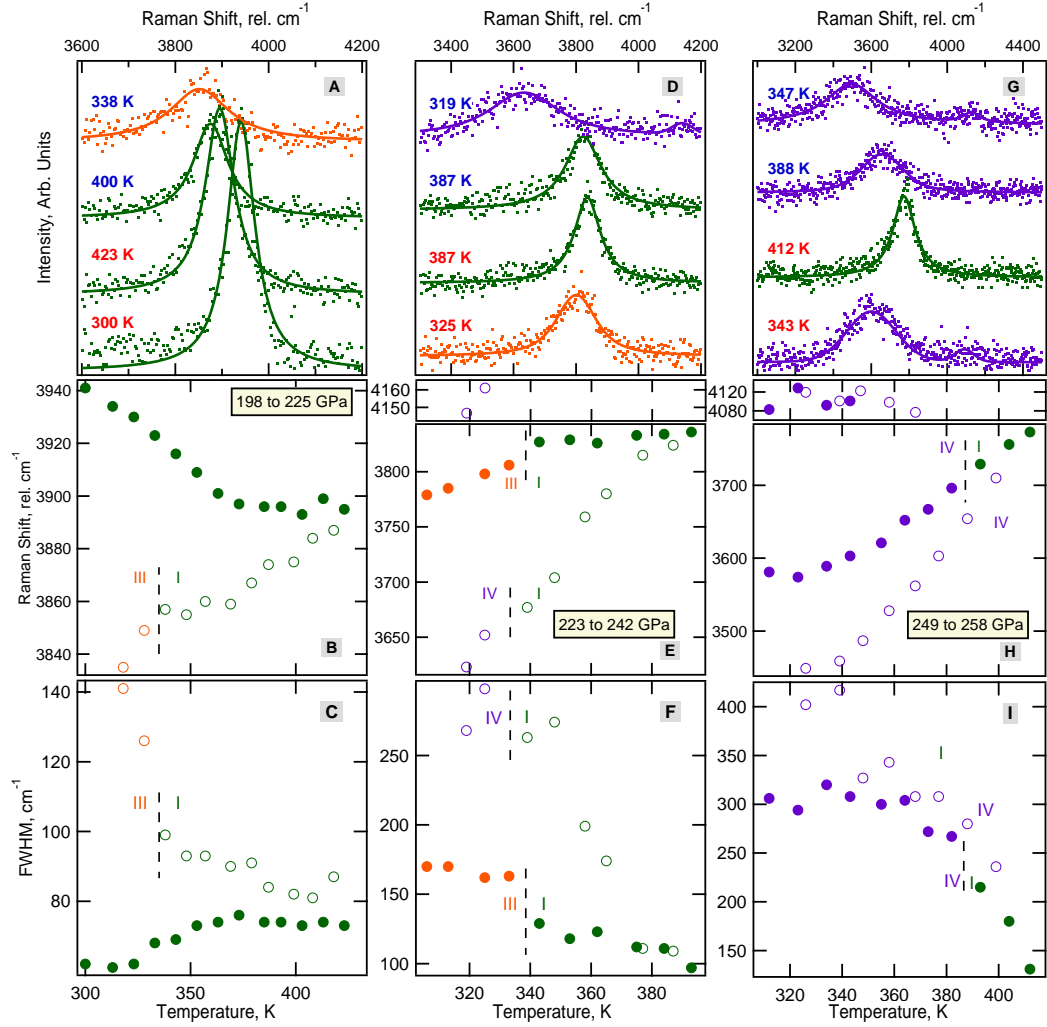 Raman Shift, rel. cm⁻¹
3600 3800 4000 4200
A
338 K
400 K
423 K
300 K
Intensity, Arb. Units
Raman Shift, rel. cm⁻¹
3400 3600 3800 4000 4200
D
319 K
387 K
387 K
325 K
Raman Shift, rel. cm⁻¹
3200 3600 4000 4400
G
347 K
388 K
412 K
343 K
3940
3920
3900
3880
3860
3840
Raman Shift, rel. cm⁻¹
198 to 225 GPa
III I
B
4160
4150
3800
3750
3700
3650
III I
IV I
223 to 242 GPa
E
4120
4080
3700
3600
3500
IV I
IV
249 to 258 GPa
H
140
120
100
80
FWHM, cm⁻¹
C
III I
300 350 400
Temperature, K
250
200
150
100
F
IV I
III I
320 340 360 380
Temperature, K
400
350
300
250
200
150
I
I
IV
IV I
320 340 360 380 400
Temperature, K